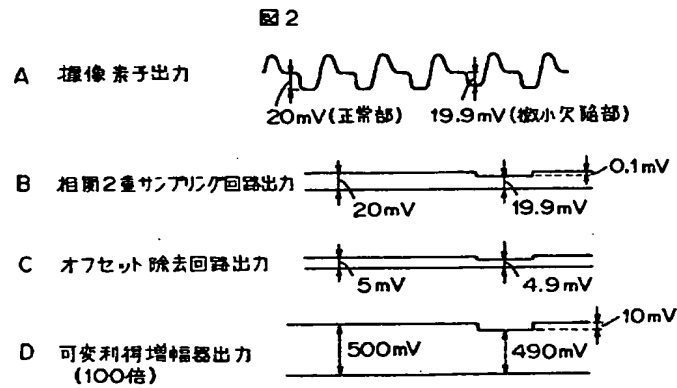 図2
A 撮像素子出力
20mV(正常部) 19.9mV(微小欠陥部)
B 相関2重サンプリング回路出力
0.1mV
20mV 19.9mV
C オフセット除去回路出力
5mV 4.9mV
10mV
D 可変利得増幅器出力
(100倍)
500mV 490mV